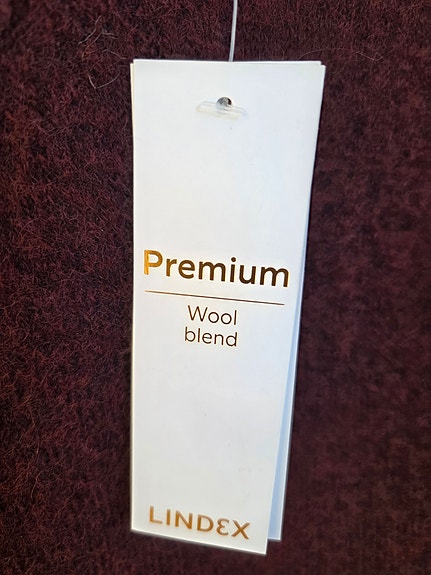 Premium
Wool
blend
LINDEX